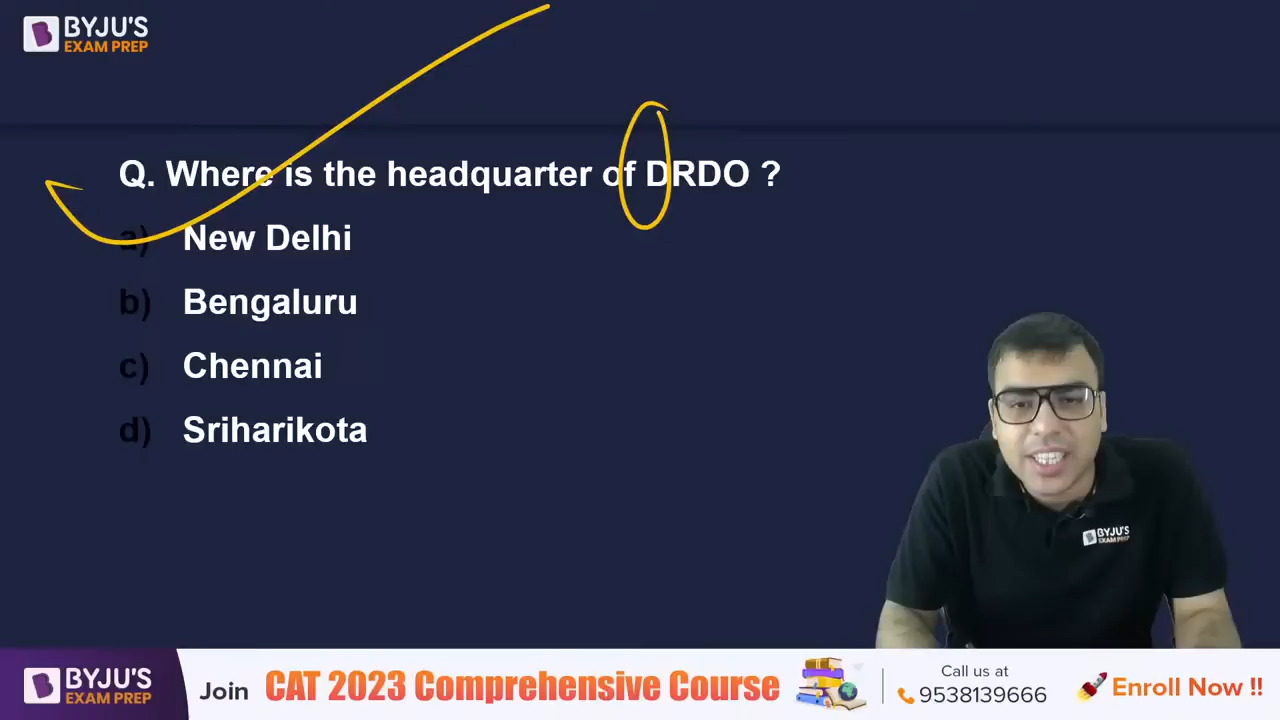 BYJU'S
EXAM PREP
Q. Where is the headquarter of DRDO ?
a) New Delhi
b) Bengaluru
c) Chennai
d) Sriharikota
BYJU'S
EXAM PREP
BYJU'S
EXAM PREP
Join CAT 2023 Comprehensive Course
Call us at
9538139666
Enroll Now !!